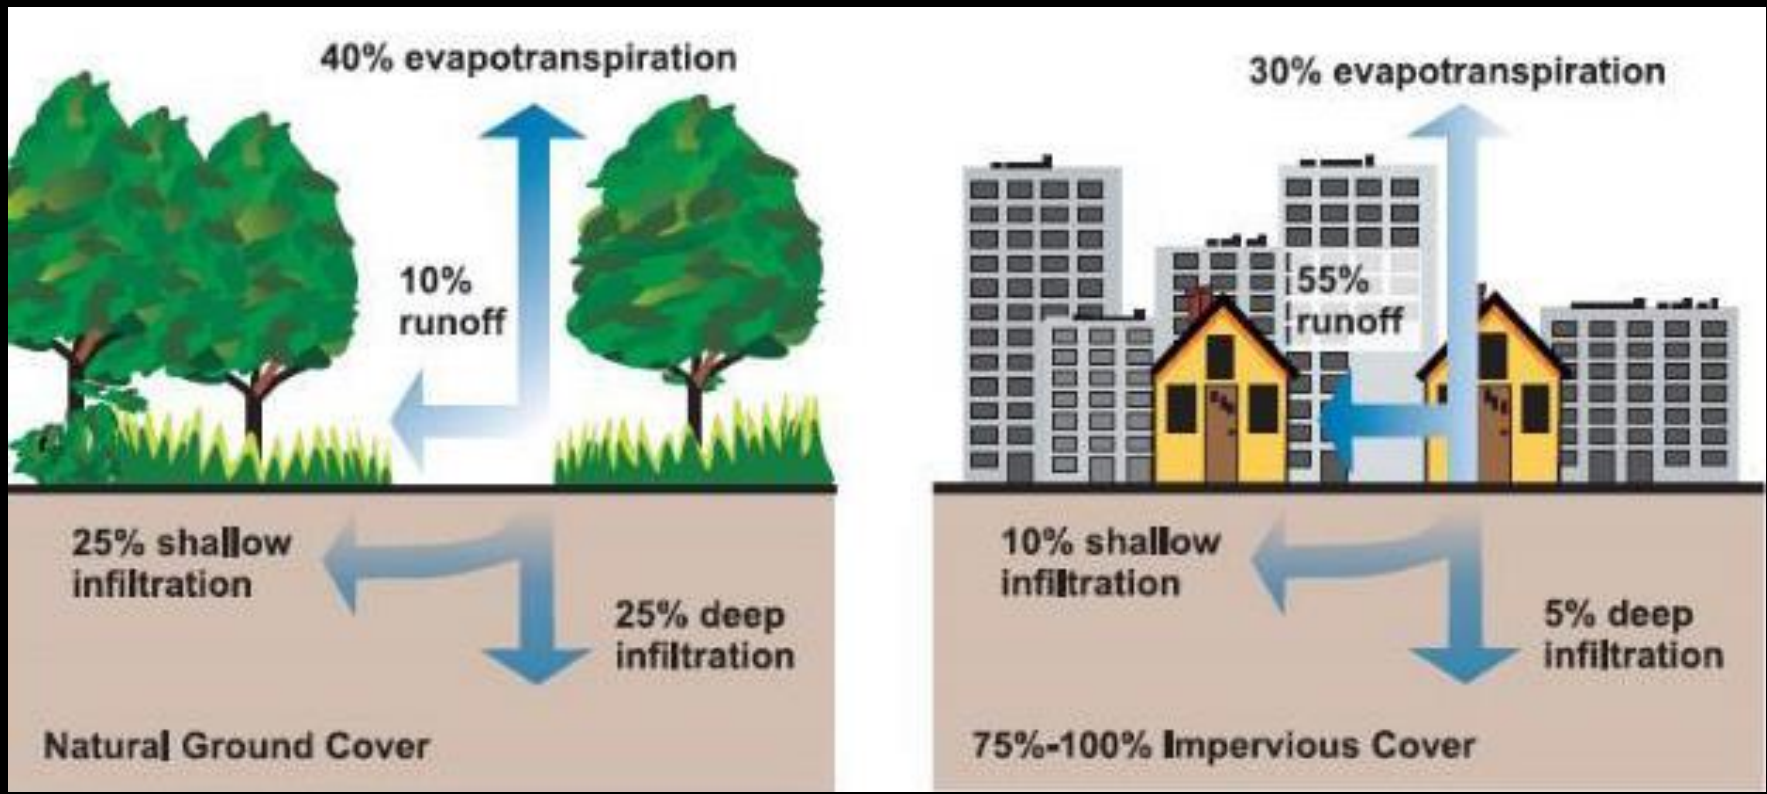 40% evapotranspiration
10%
runoff
25% shallow
infiltration
25% deep
infiltration
Natural Ground Cover
30% evapotranspiration
55%
runoff
10% shallow
infiltration
5% deep
infiltration
75%-100% Impervious Cover